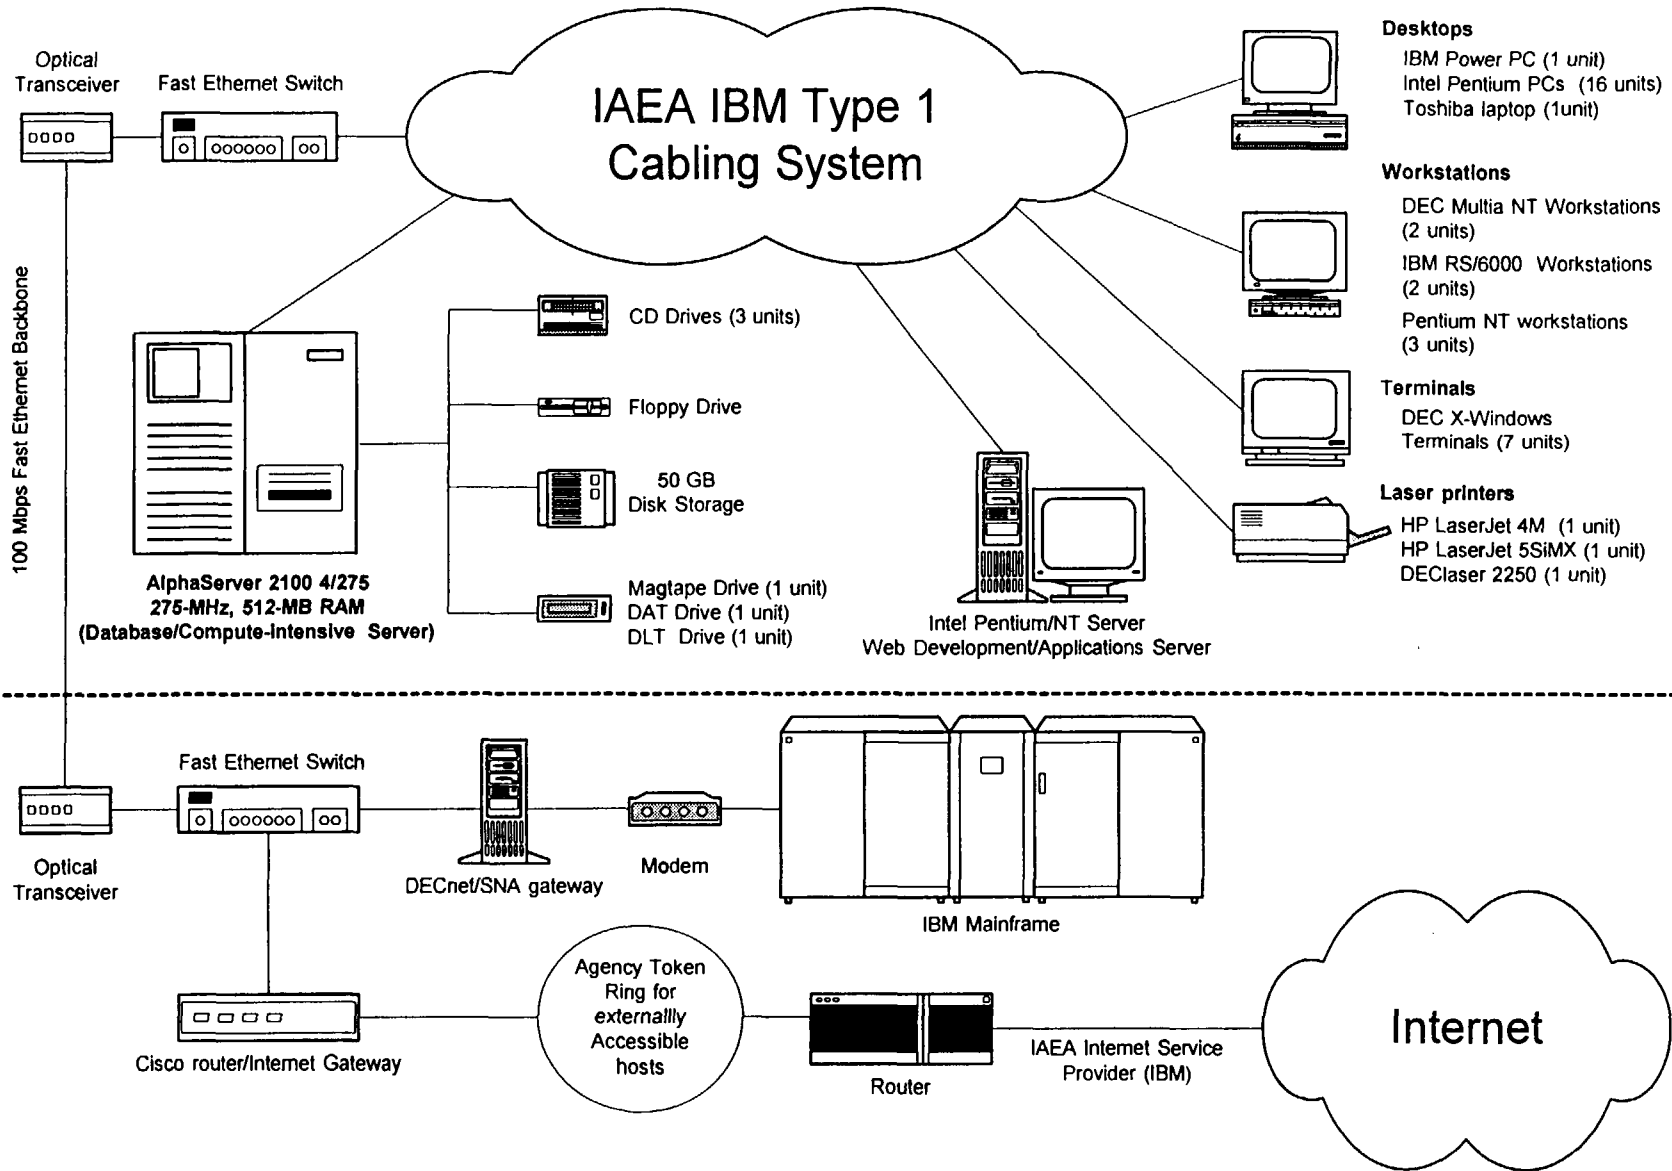 Optical
Transceiver
Fast Ethernet Switch
IAEA IBM Type 1
Cabling System
Desktops
IBM Power PC (1 unit)
Intel Pentium PCs (16 units)
Toshiba laptop (1unit)
Workstations
DEC Multia NT Workstations
(2 units)
IBM RS/6000 Workstations
(2 units)
Pentium NT workstations
(3 units)
Terminals
DEC X-Windows
Terminals (7 units)
Laser printers
HP LaserJet 4M (1 unit)
HP LaserJet 5SiMX (1 unit)
DEClaser 2250 (1 unit)
100 Mbps Fast Ethernet Backbone
CD Drives (3 units)
Floppy Drive
50 GB
Disk Storage
Magtape Drive (1 unit)
DAT Drive (1 unit)
DLT Drive (1 unit)
AlphaServer 2100 4/275
275-MHz, 512-MB RAM
(Database/Compute-Intensive Server)
Intel Pentium/NT Server
Web Development/Applications Server
Fast Ethernet Switch
Optical
Transceiver
DECnet/SNA gateway
Modem
IBM Mainframe
Cisco router/Internet Gateway
Agency Token
Ring for
externallly
Accessible
hosts
Router
IAEA Internet Service
Provider (IBM)
Internet